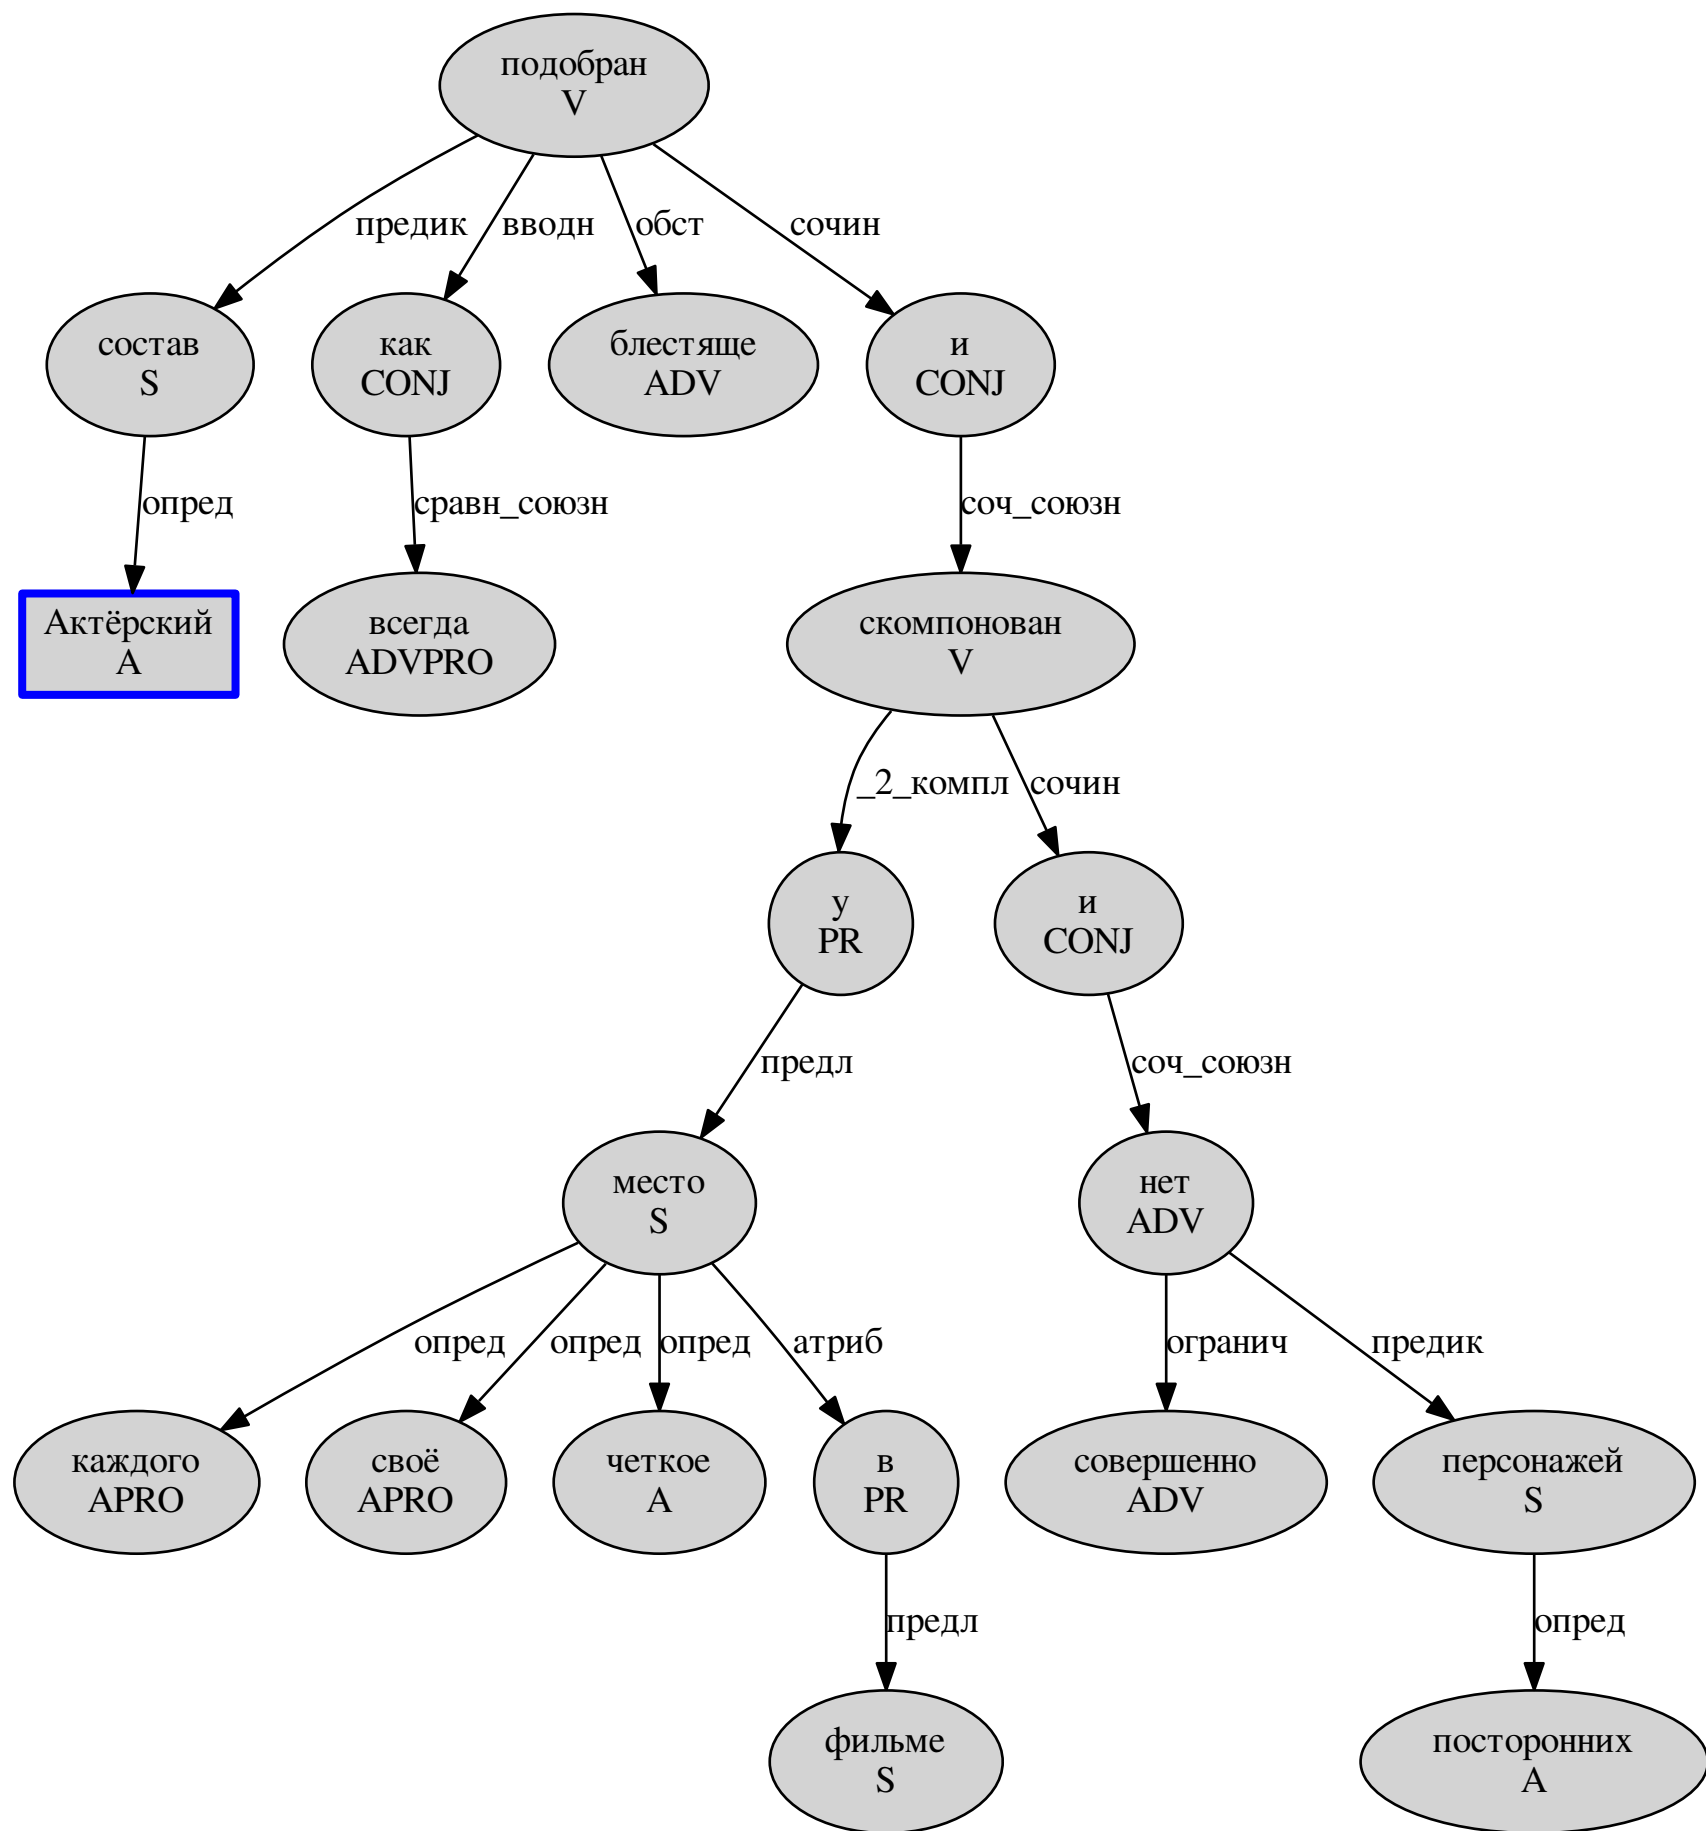 подобран
V
предик
вводн
обст
сочин
состав
S
как
CONJ
блестяще
ADV
и
CONJ
опред
сравн_союзн
соч_союзн
Актёрский
A
всегда
ADVPRO
скомпонован
V
_2_компл
сочин
у
PR
и
CONJ
предл
соч_союзн
место
S
нет
ADV
опред
опред
опред
атриб
огранич
предик
каждого
APRO
своё
APRO
четкое
A
в
PR
совершенно
ADV
персонажей
S
предл
опред
фильме
S
посторонних
A